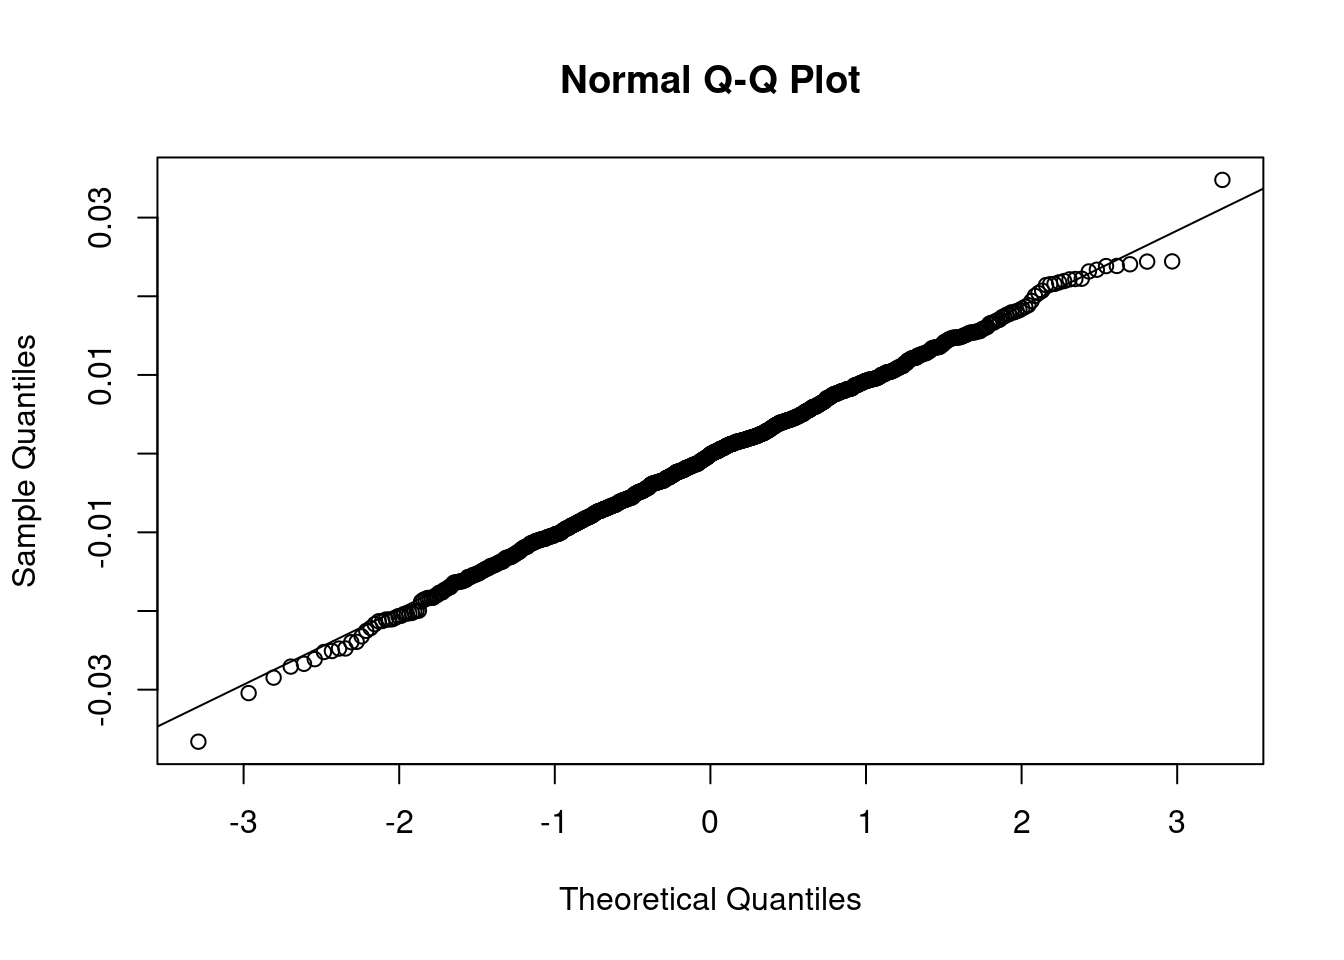 Normal Q-Q Plot
0.03
0.01
-0.01
-0.03
Sample Quantiles
-3 -2 -1 0 1 2 3
Theoretical Quantiles